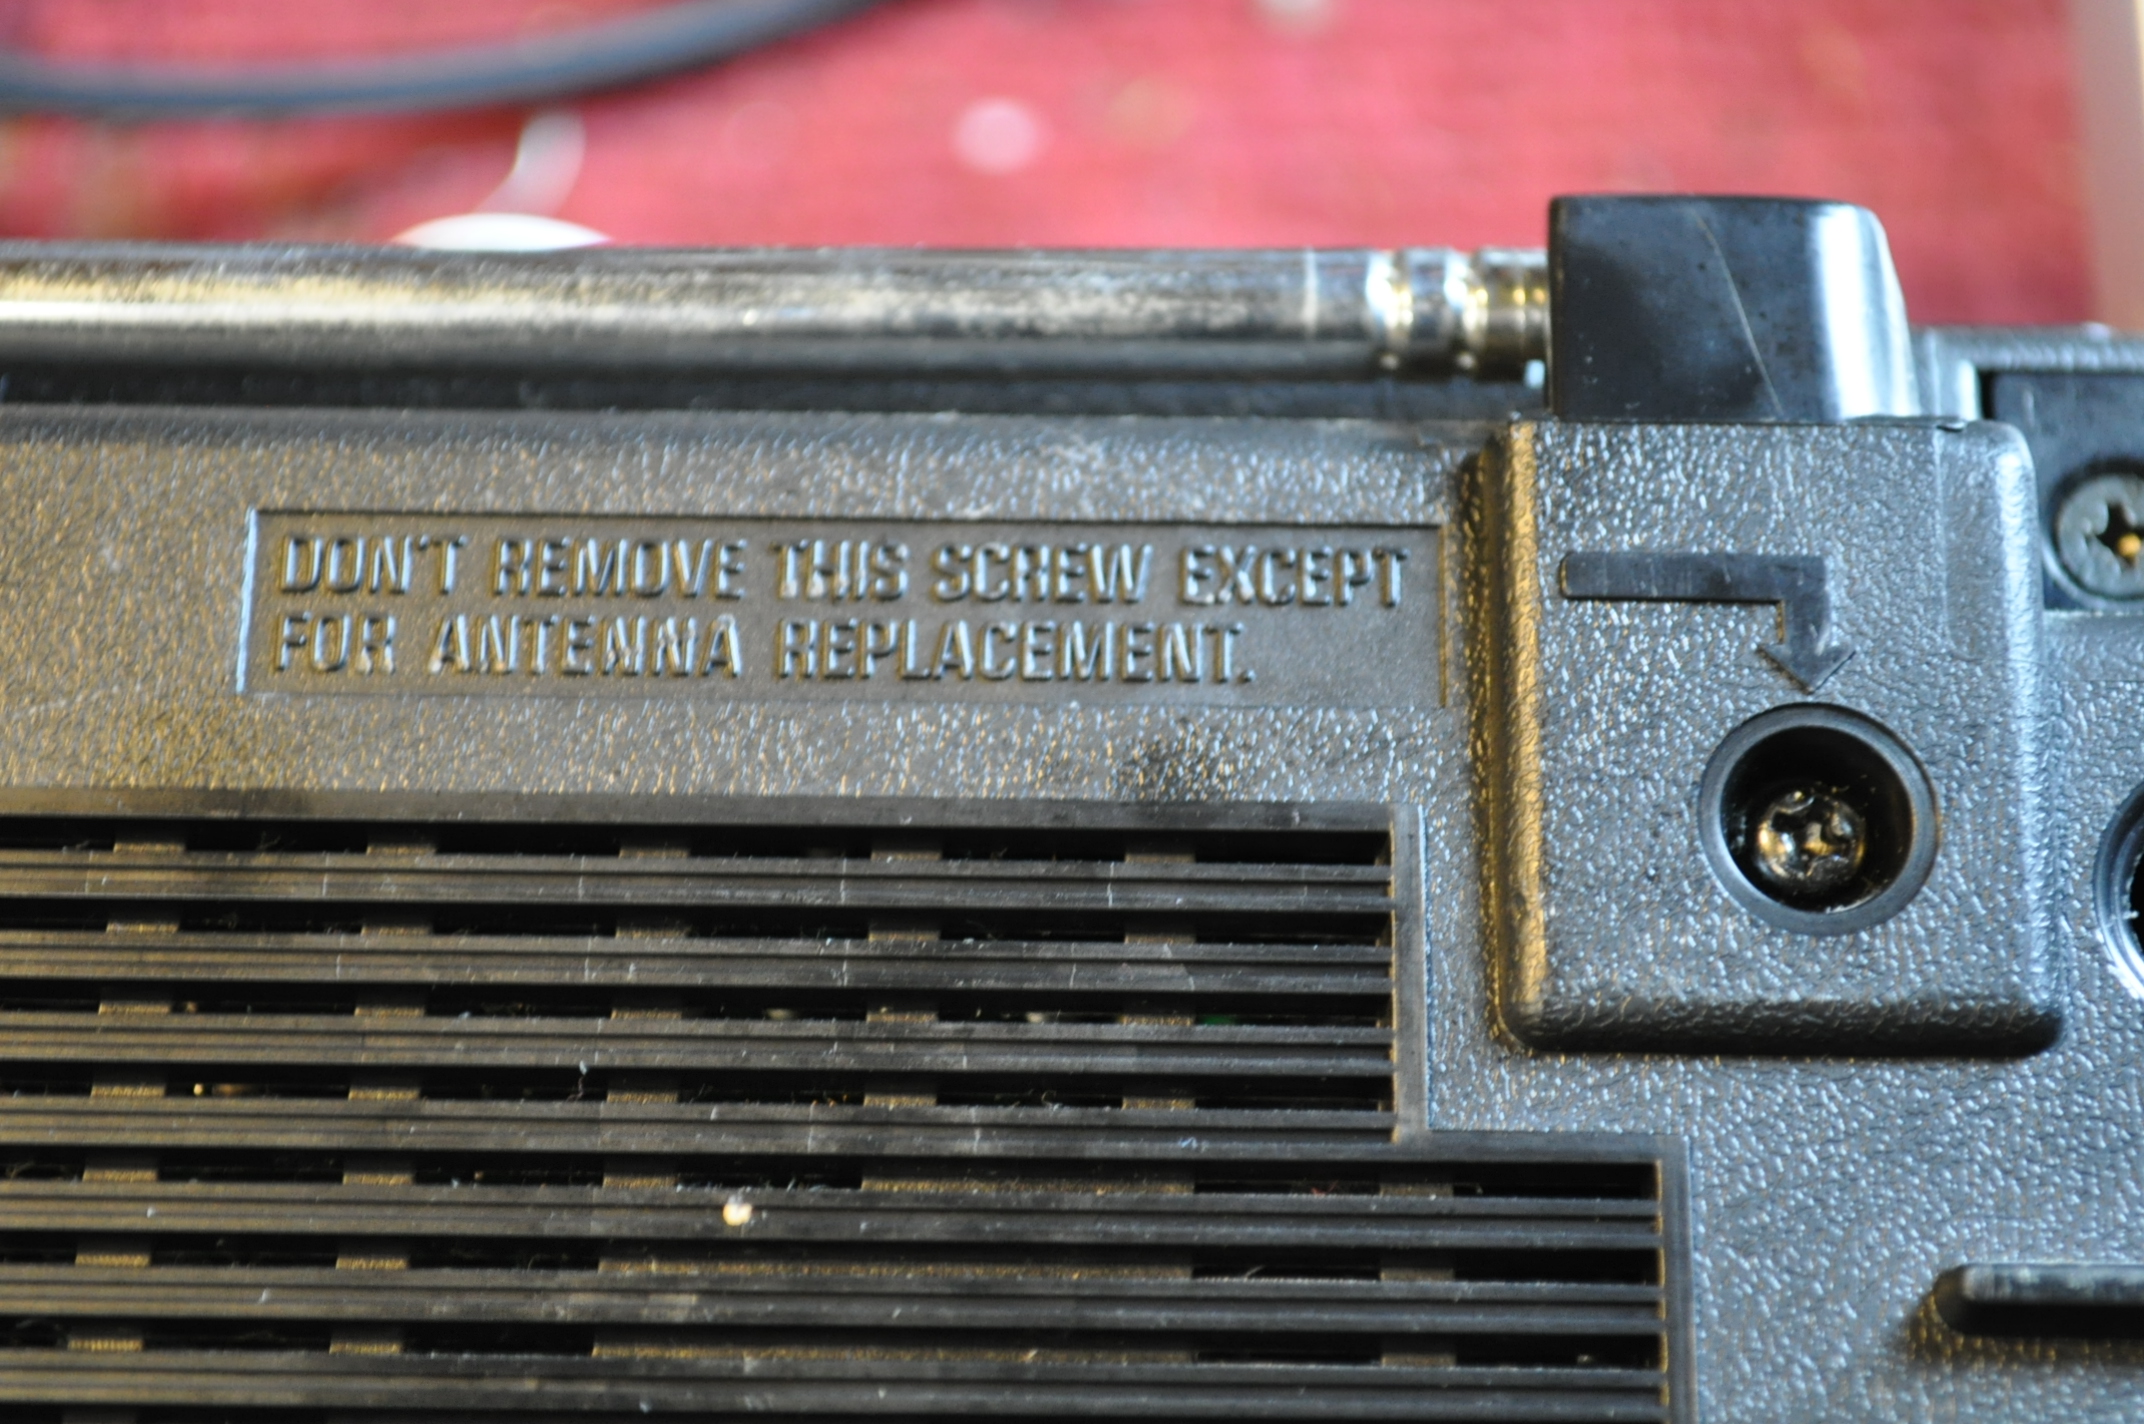 DON'T REMOVE THIS SCREW EXCEPT
FOR ANTENNA REPLACEMENT.